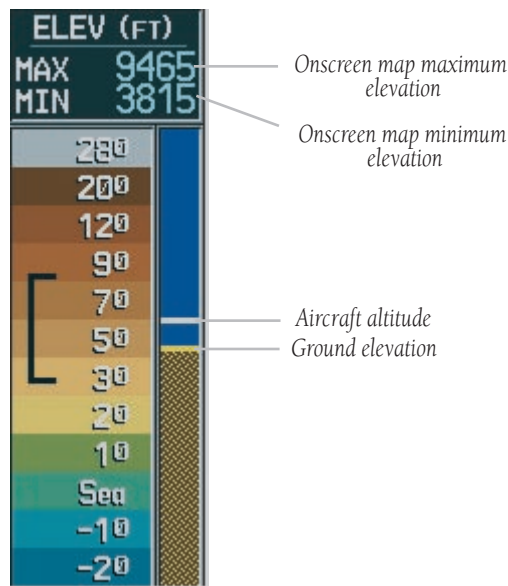 ELEV (FT)
MAX 9465
MIN 3815
Onscreen map maximum
elevation
Onscreen map minimum
elevation
280
200
120
90
70
50
30
20
10
Sea
-10
-20
Aircraft altitude
Ground elevation